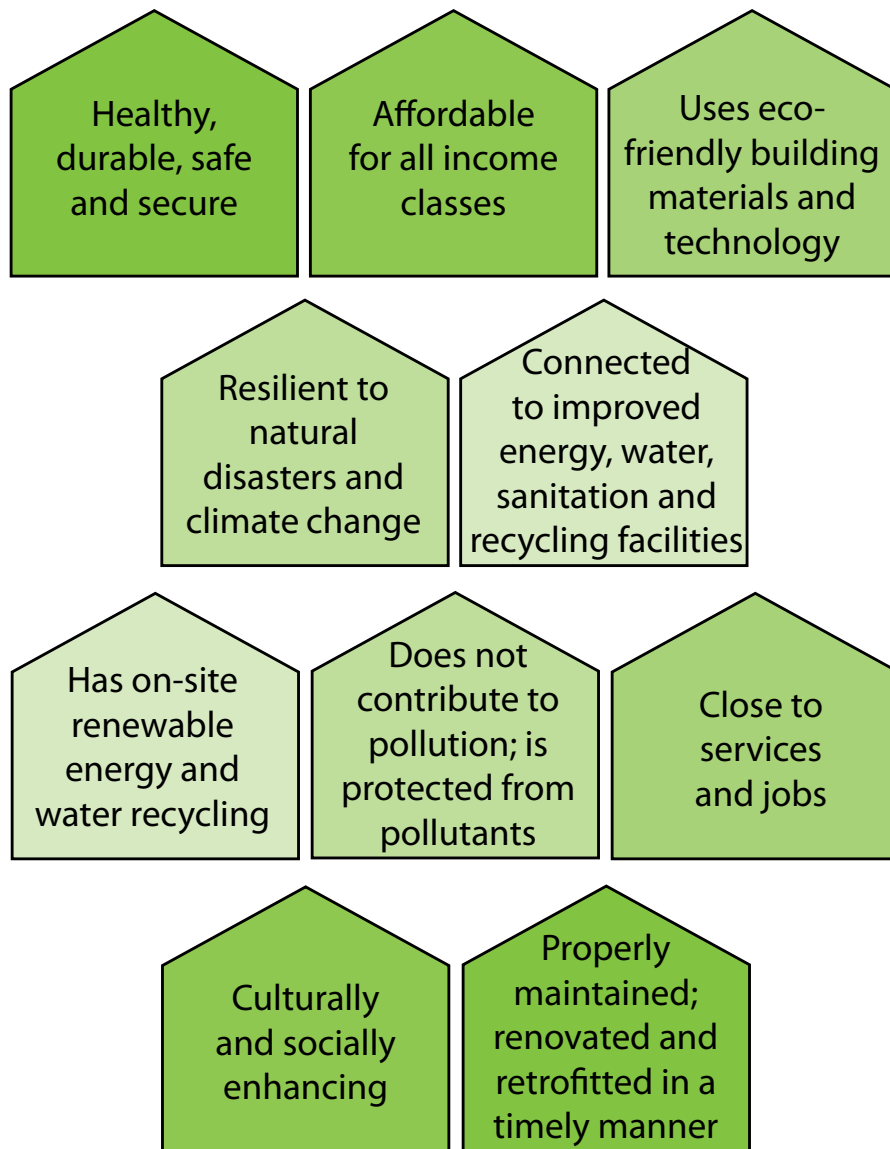 Healthy,
durable, safe
and secure
Affordable
for all income
classes
Uses eco-
friendly building
materials and
technology
Resilient to
natural
disasters and
climate change
Connected
to improved
energy, water,
sanitation and
recycling facilities
Has on-site
renewable
energy and
water recycling
Does not
contribute to
pollution; is
protected from
pollutants
Close to
services
and jobs
Culturally
and socially
enhancing
Properly
maintained;
renovated and
retrofitted in a
timely manner